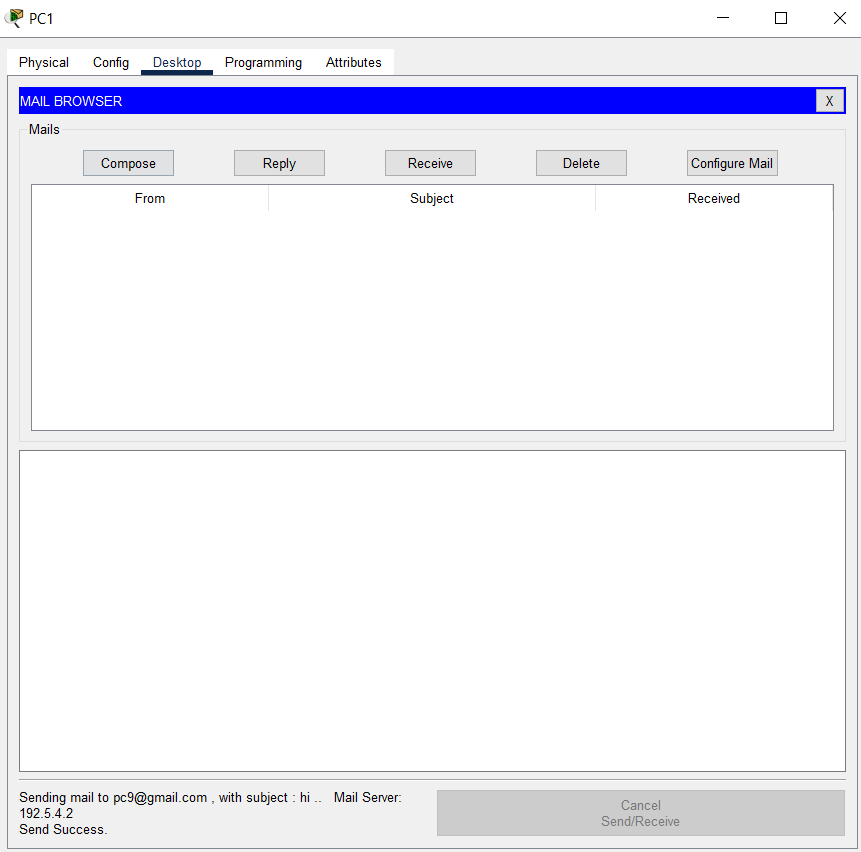 PC1
Physical Config Desktop Programming Attributes
MAIL BROWSER X
Mails
Compose Reply Receive Delete Configure Mail
From Subject Received
Sending mail to pc9@gmail.com , with subject : hi .. Mail Server:
192.5.4.2
Send Success.
Cancel
Send/Receive